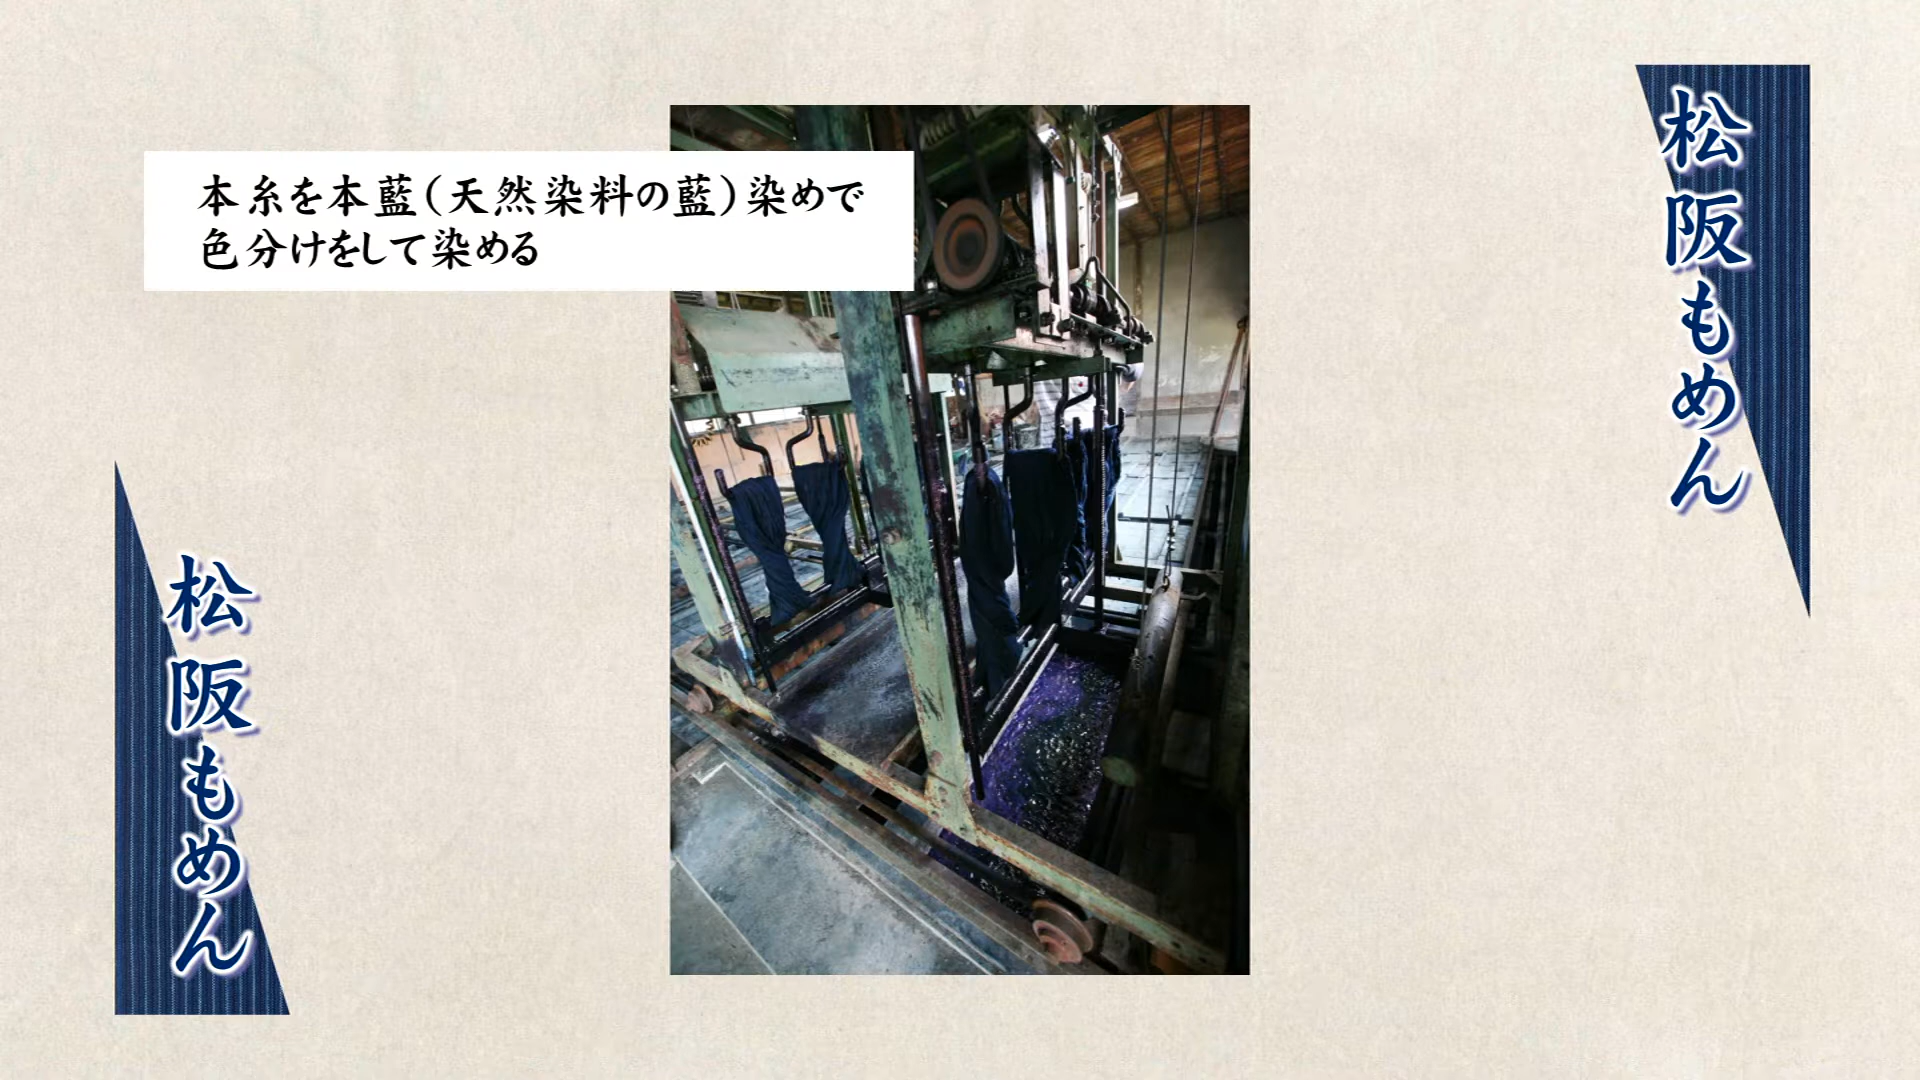 本糸を本藍(天然染料の藍)染めで
色分けをして染める
松阪もめん
松阪もめん